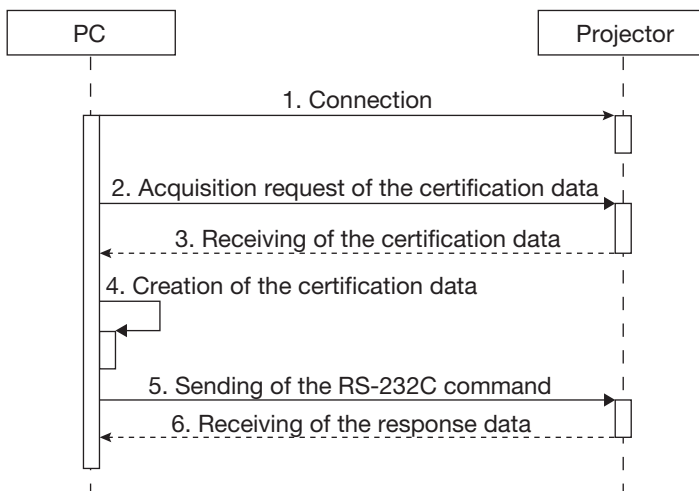 PC
Projector
1. Connection
2. Acquisition request of the certification data
3. Receiving of the certification data
4. Creation of the certification data
5. Sending of the RS-232C command
6. Receiving of the response data